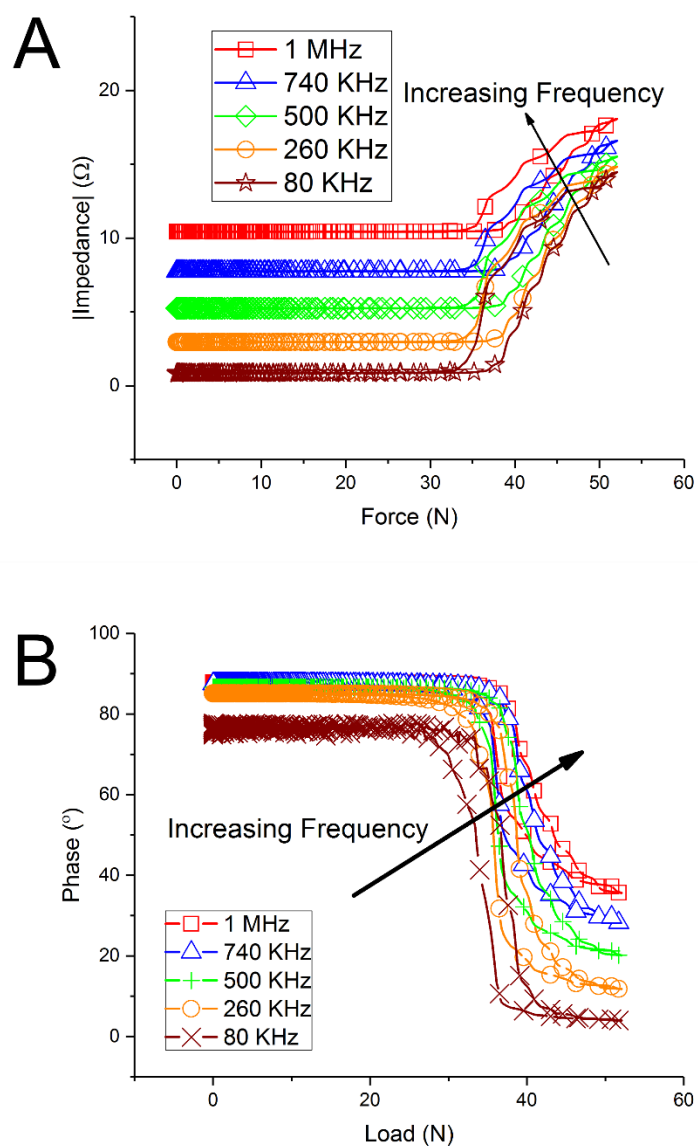 A
1 MHz
740 KHz
500 KHz
260 KHz
80 KHz
Increasing Frequency
|Impedance| (Ω)
20
10
0
0 10 20 30 40 50 60
Force (N)
B
100
80
60
40
20
0
Phase (º)
Increasing Frequency
1 MHz
740 KHz
500 KHz
260 KHz
80 KHz
0 20 40 60
Load (N)